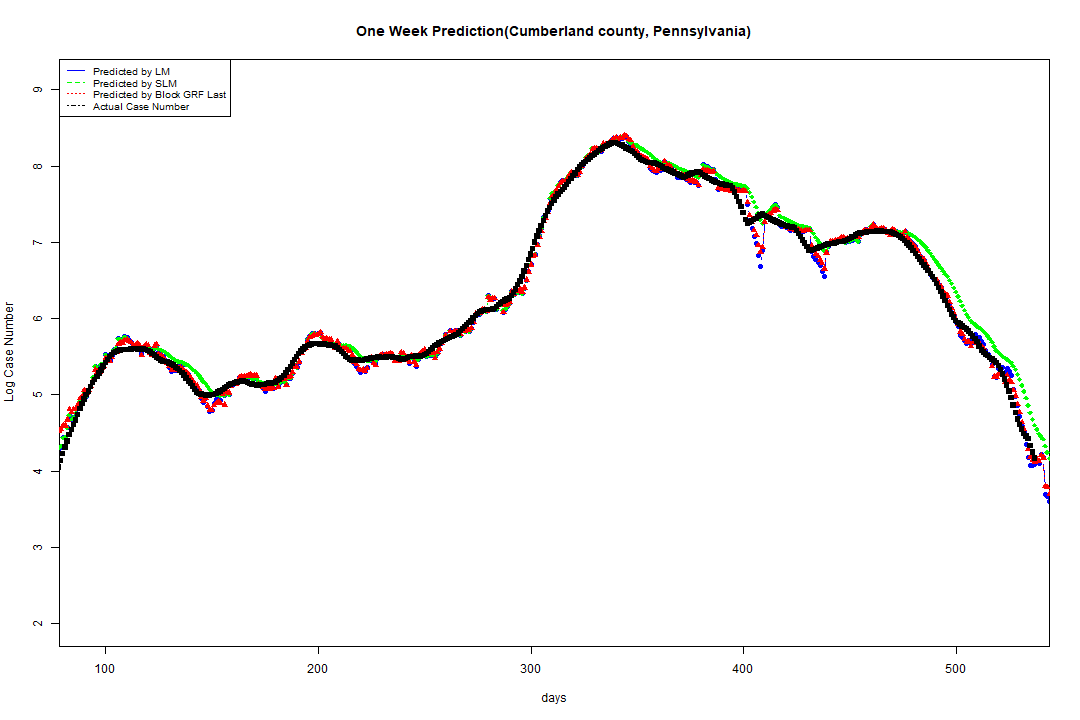 One Week Prediction(Cumberland county, Pennsylvania)
Predicted by LM
Predicted by SLM
Predicted by Block GRF Last
Actual Case Number
Log Case Number
9
8
7
6
5
4
3
2
100 200 300 400 500
days